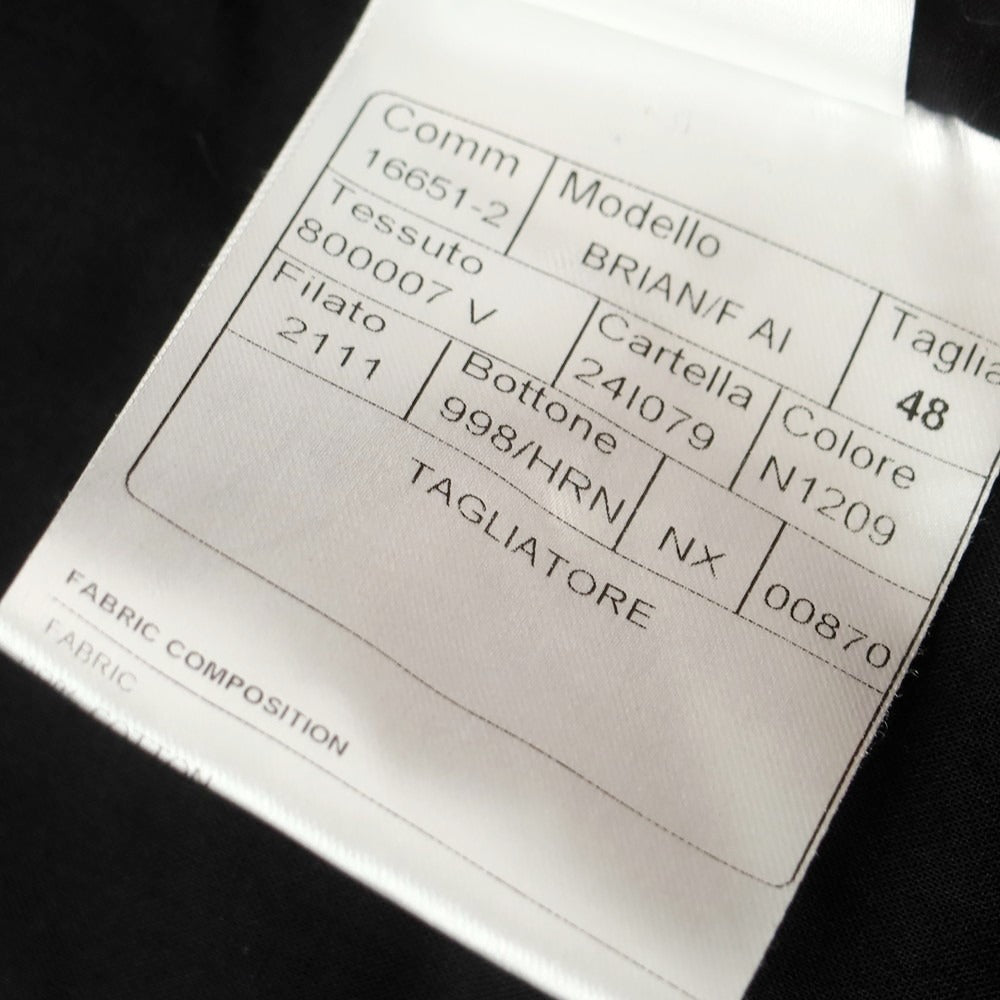 Comm Modello Taglia
16651-2 BRIAN/F AI 48
Tessuto Cartella Colore
800007 V 24I079 N1209
Filato Bottone
2111 998/HRN NX 00870
TAGLIATORE
FABRIC COMPOSITION
FABRIC